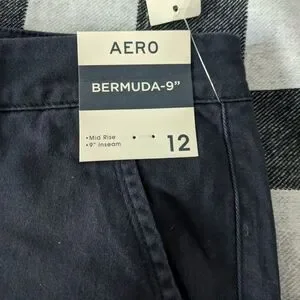 AERO
BERMUDA-9"
•Mid Rise
•9" Inseam
12